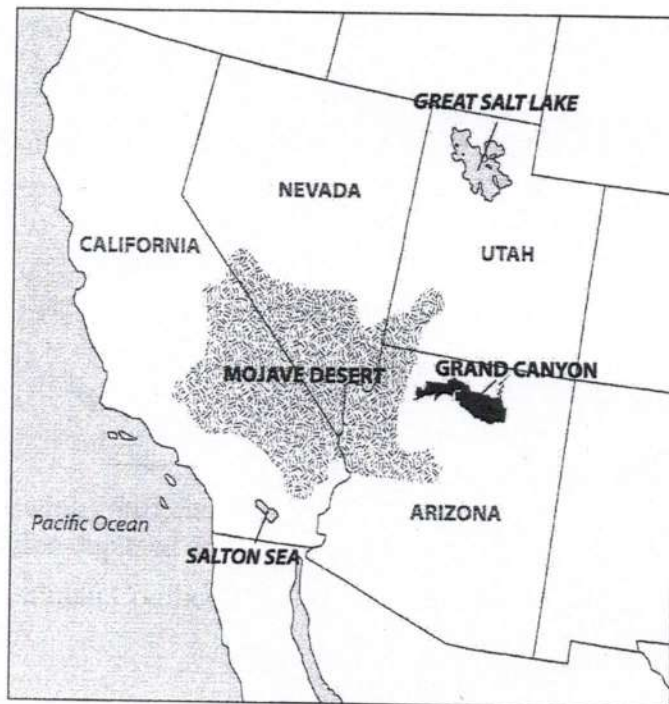 GREAT SALT LAKE
NEVADA
CALIFORNIA
UTAH
MOJAVE DESERT
GRAND CANYON
ARIZONA
Pacific Ocean
SALTON SEA